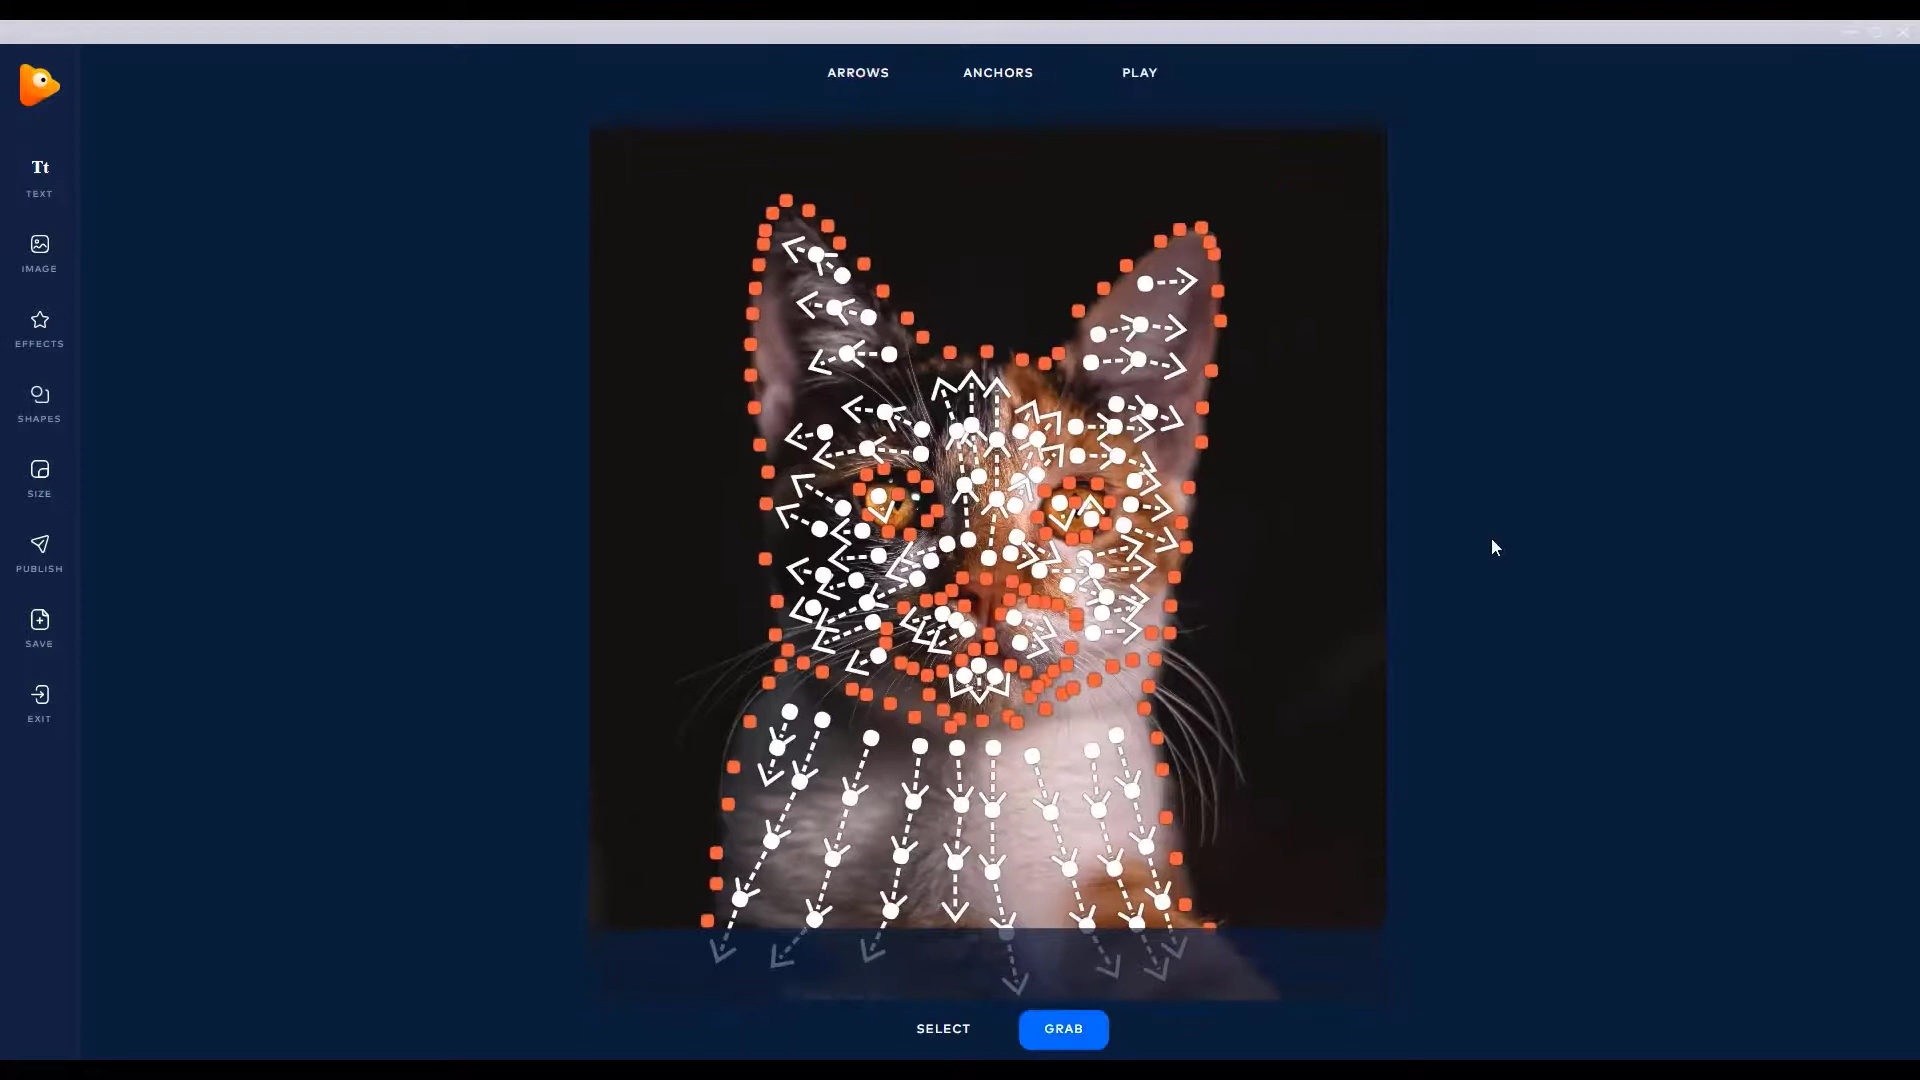 ARROWS ANCHORS PLAY
Tt
TEXT
IMAGE
EFFECTS
SHAPES
SIZE
PUBLISH
SAVE
EXIT
SELECT GRAB